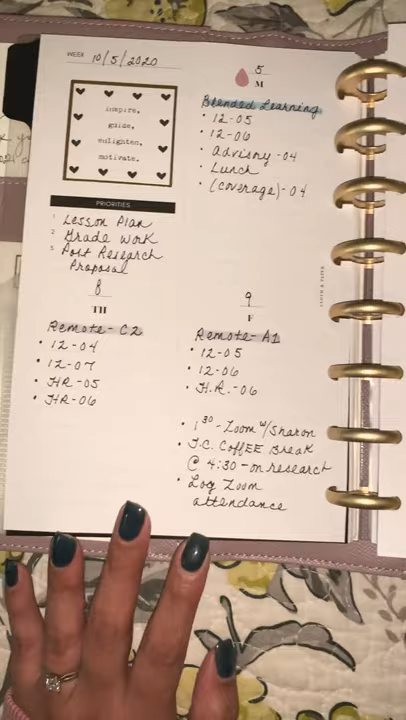 WEEK 10/5/2020
inspire.
guide.
enlighten.
motivate.
PRIORITIES
1 Lesson Plan
2 Grade work
3 Post Research
Proposal
5
M
Blended Learning
• 12-05
• 12-06
• Advisory-04
• Lunch
• (coverage)-04
8
TH
Remote-C2
• 12-04
• 12-07
• HR-05
• HR-06
9
F
Remote-A1
• 12-05
• 12-06
• H.R.-06
• 1³⁰-Zoom w/Sharon
• T.C. CoffEE Break
@ 4:30-on research
• Log Zoom
attendance